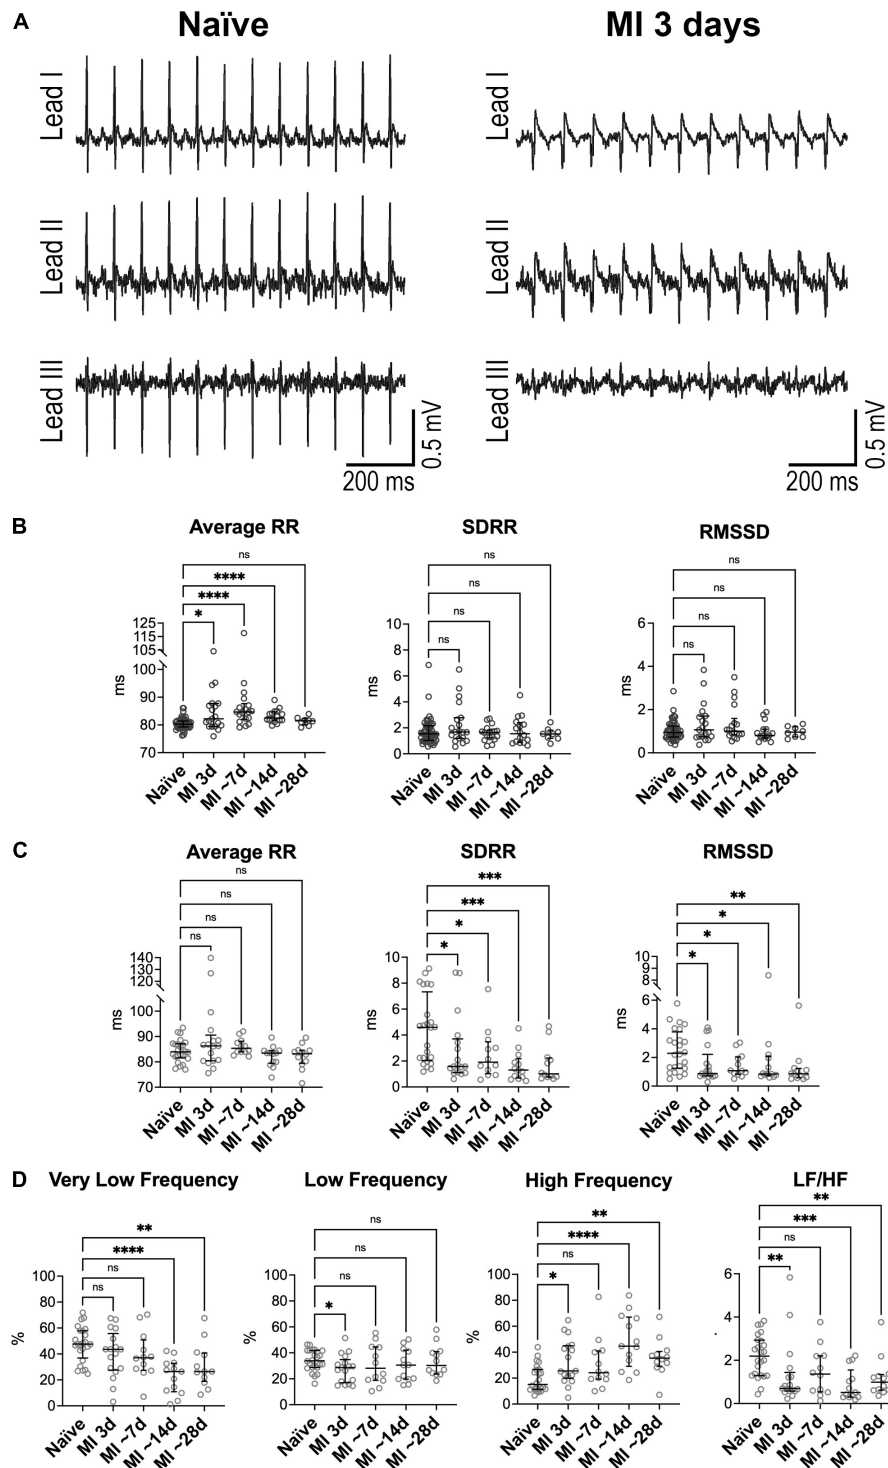 A
Naïve
MI 3 days
Lead I
Lead I
Lead II
Lead II
Lead III
Lead III
0.5 mV
200 ms
0.5 mV
200 ms
B
Average RR
SDRR
RMSSD
ns
****
****
*
ns
ns
ns
ns
ns
ns
ns
ns
ms
125
115
105
100
90
80
70
10
8
6
4
2
0
6
4
2
0
Naïve
MI 3d
MI ~7d
MI ~14d
MI ~28d
Naïve
MI 3d
MI ~7d
MI ~14d
MI ~28d
Naïve
MI 3d
MI ~7d
MI ~14d
MI ~28d
C
Average RR
SDRR
RMSSD
ns
ns
ns
ns
***
***
*
*
**
*
*
*
ms
140
130
120
100
90
80
70
ms
10
8
6
4
2
0
ms
10
9
8
6
4
2
0
Naïve
MI 3d
MI ~7d
MI ~14d
MI ~28d
Naïve
MI 3d
MI ~7d
MI ~14d
MI ~28d
Naïve
MI 3d
MI ~7d
MI ~14d
MI ~28d
D
Very Low Frequency
Low Frequency
High Frequency
LF/HF
**
****
ns
ns
ns
ns
ns
*
**
****
ns
*
**
***
ns
**
%
100
80
60
40
20
0
%
100
80
60
40
20
0
%
100
80
60
40
20
0
6
4
2
0
Naïve
MI 3d
MI ~7d
MI ~14d
MI ~28d
Naïve
MI 3d
MI ~7d
MI ~14d
MI ~28d
Naïve
MI 3d
MI ~7d
MI ~14d
MI ~28d
Naïve
MI 3d
MI ~7d
MI ~14d
MI ~28d